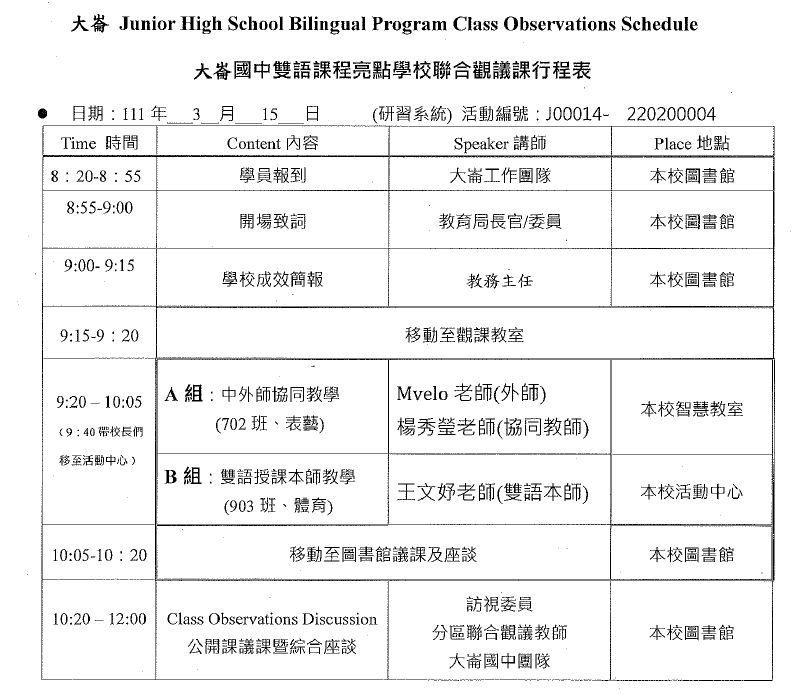 大崙 Junior High School Bilingual Program Class Observations Schedule
大崙國中雙語課程亮點學校聯合觀議課行程表
● 日期：111 年 3 月 15 日 (研習系統) 活動編號：J00014- 220200004
Time 時間 Content 內容 Speaker 講師 Place 地點
8：20-8：55 學員報到 大崙工作團隊 本校圖書館
8:55-9:00 開場致詞 教育局長官/委員 本校圖書館
9:00- 9:15 學校成效簡報 教務主任 本校圖書館
9:15-9：20 移動至觀課教室
9:20 – 10:05
（9：40 帶校長們
移至活動中心）
A 組：中外師協同教學
(702 班、表藝)
Mvelo 老師(外師)
楊秀瑩老師(協同教師)
本校智慧教室
B 組：雙語授課本師教學
(903 班、體育)
王文妤老師(雙語本師)
本校活動中心
10:05-10：20 移動至圖書館議課及座談 本校圖書館
10:20 – 12:00
Class Observations Discussion
公開課議課暨綜合座談
訪視委員
分區聯合觀議教師
大崙國中團隊
本校圖書館